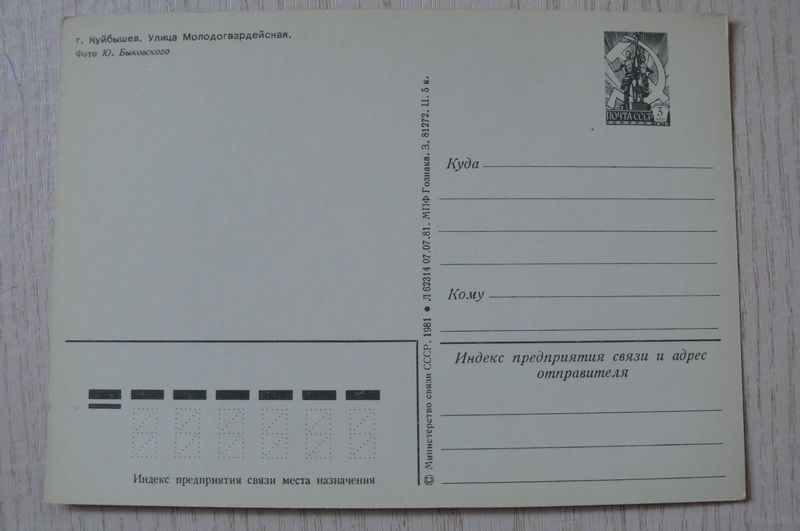 г. Куйбышев. Улица Молодогвардейская.
Фото Ю. Быковского
ПОЧТА СССР
3
Куда
Кому
© Министерство связи СССР, 1981 ● Л 62314 07.07.81. МПФ Гознака. З. 81272. Ц. 5 к.
Индекс предприятия связи и адрес
отправителя
Индекс предприятия связи места назначения